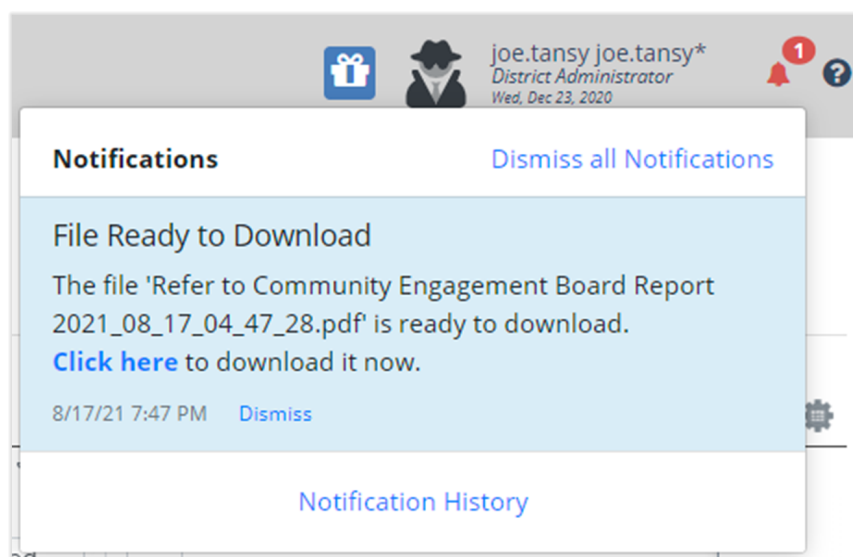 joe.tansy joe.tansy*
District Administrator
Wed, Dec 23, 2020
1
?
Notifications
Dismiss all Notifications
File Ready to Download
The file 'Refer to Community Engagement Board Report
2021_08_17_04_47_28.pdf' is ready to download.
Click here to download it now.
8/17/21 7:47 PM Dismiss
Notification History